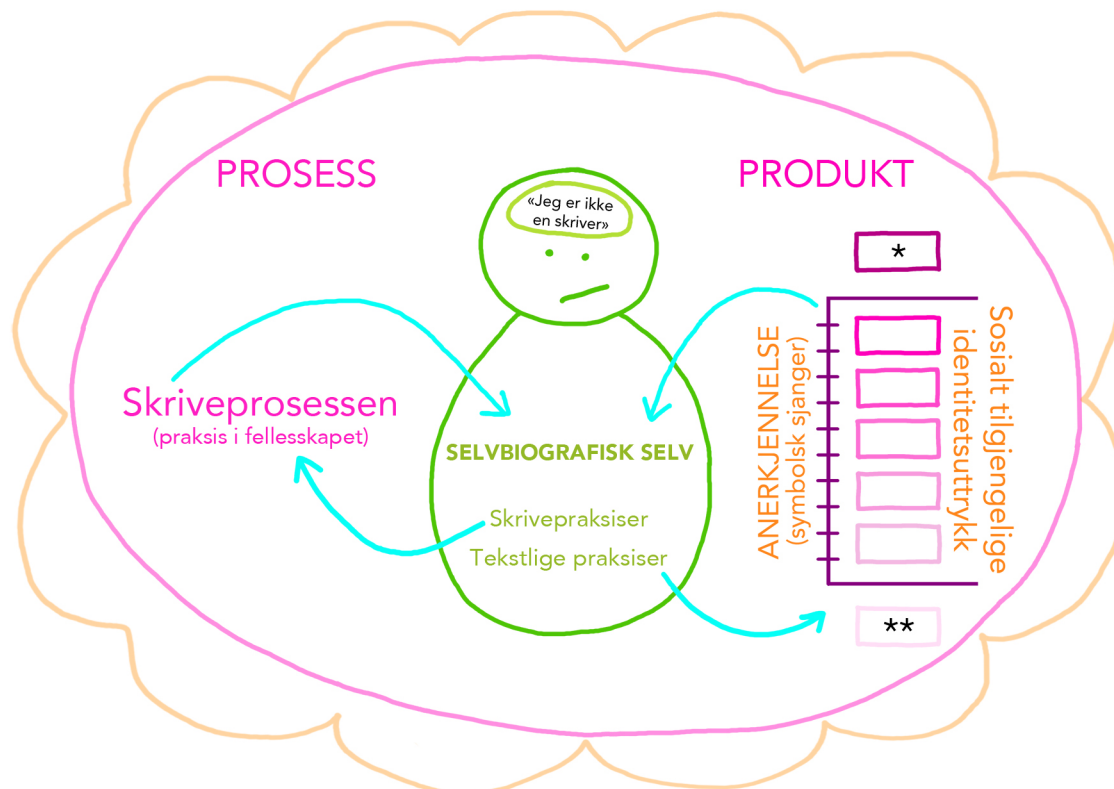 PROSESS
PRODUKT
«Jeg er ikke
en skriver»
*
Skriveprosessen
(praksis i fellesskapet)
SELVBIOGRAFISK SELV
Skrivepraksiser
Tekstlige praksiser
ANERKJENNELSE
(symbolsk sjanger)
Sosialt tilgjengelige
identitetsuttrykk
**